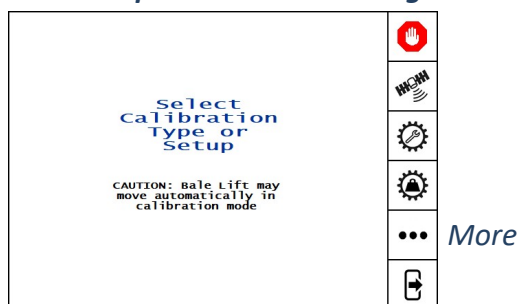 Select
Calibration
Type or
Setup
CAUTION: Bale Lift may
move automatically in
calibration mode
More